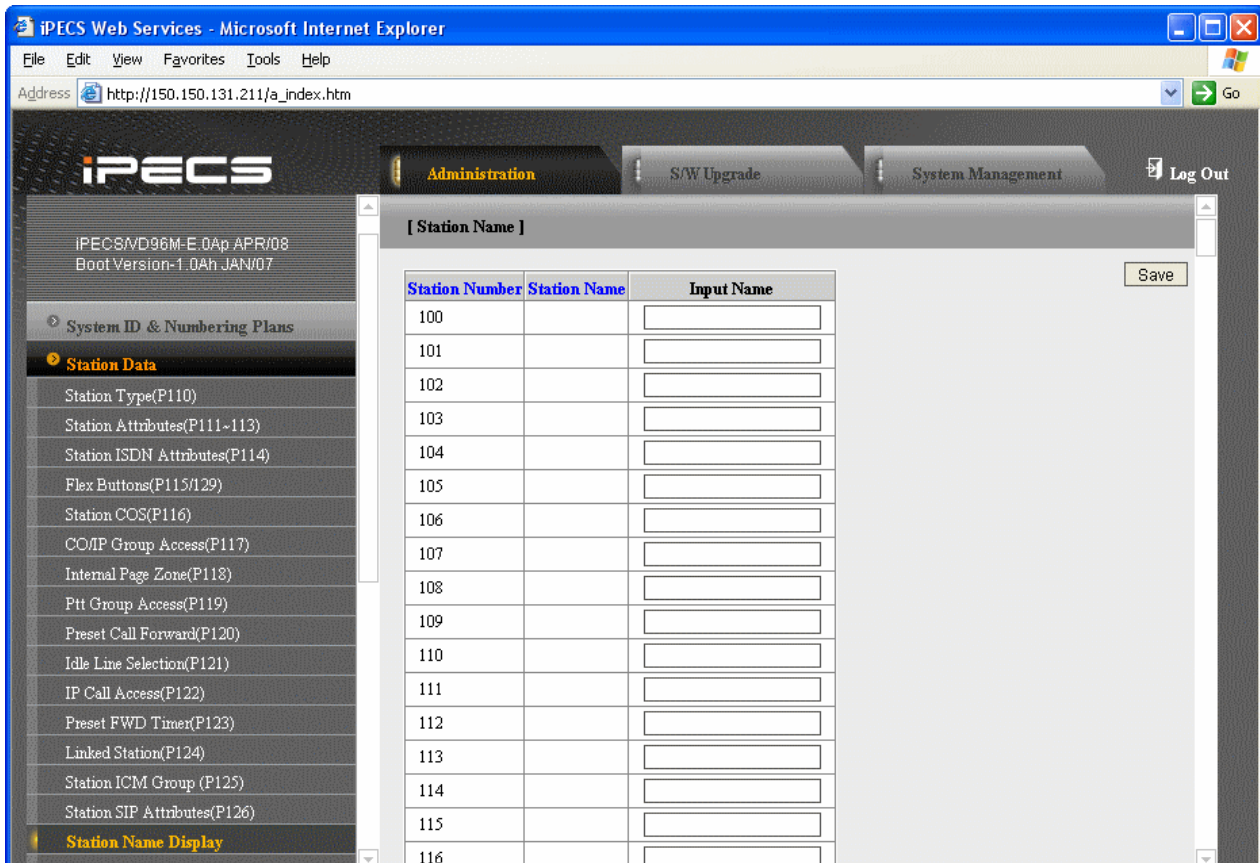 iPECS Web Services - Microsoft Internet Explorer
File Edit View Favorites Tools Help
Address http://150.150.131.211/a_index.htm Go
iPECS
Administration S/W Upgrade System Management Log Out
iPECS/VD96M-E.0Ap APR/08
Boot Version-1.0Ah JAN/07
System ID & Numbering Plans
Station Data
Station Type(P110)
Station Attributes(P111~113)
Station ISDN Attributes(P114)
Flex Buttons(P115/129)
Station COS(P116)
CO/IP Group Access(P117)
Internal Page Zone(P118)
Ptt Group Access(P119)
Preset Call Forward(P120)
Idle Line Selection(P121)
IP Call Access(P122)
Preset FWD Timer(P123)
Linked Station(P124)
Station ICM Group (P125)
Station SIP Attributes(P126)
Station Name Display
[ Station Name ]
Save
Station Number Station Name Input Name
100
101
102
103
104
105
106
107
108
109
110
111
112
113
114
115
116